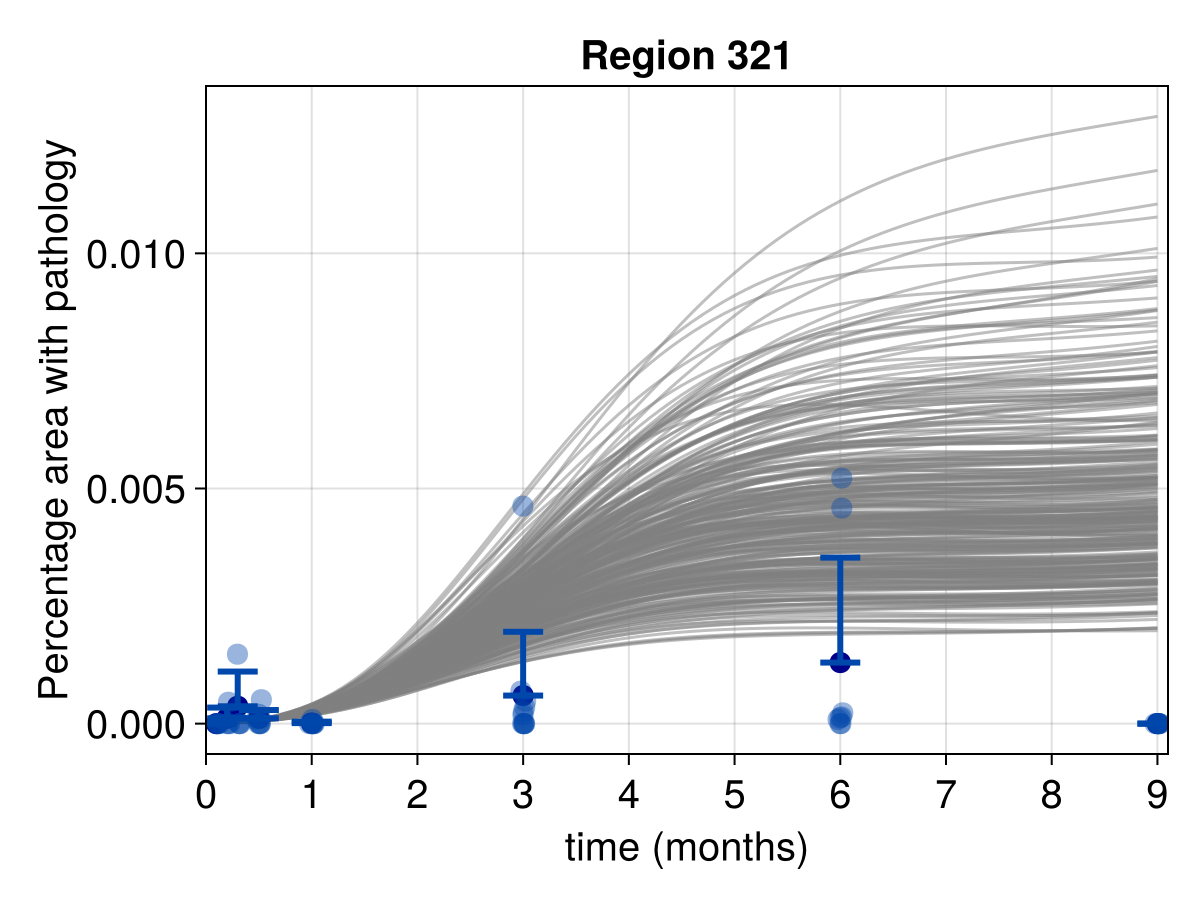 Region 321
Percentage area with pathology
0.010
0.005
0.000
0 1 2 3 4 5 6 7 8 9
time (months)